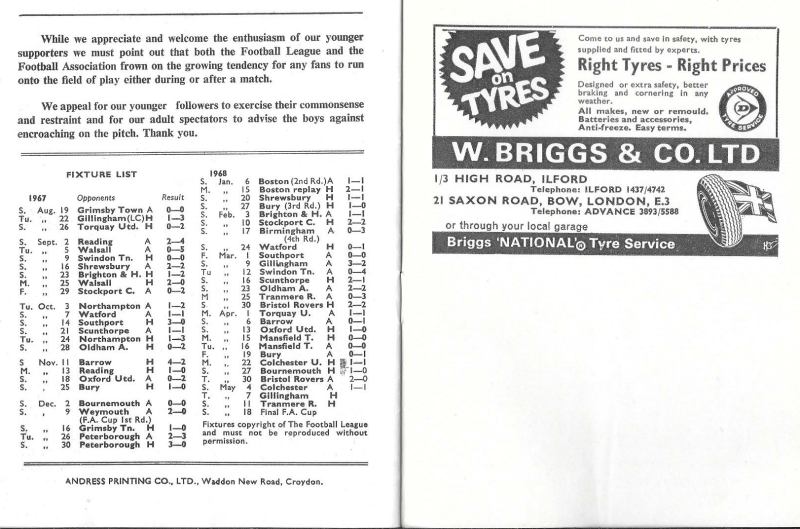 While we appreciate and welcome the enthusiasm of our younger
supporters we must point out that both the Football League and the
Football Association frown on the growing tendency for any fans to run
onto the field of play either during or after a match.
We appeal for our younger followers to exercise their commonsense
and restraint and for our adult spectators to advise the boys against
encroaching on the pitch. Thank you.
FIXTURE LIST
1967 Opponents Result
S. Aug. 19 Grimsby Town A 0—0
Tu. ,, 22 Gillingham(LC)H 1—3
S. ,, 26 Torquay Utd. H 0—2
S. Sept. 2 Reading A 2—4
Tu. ,, 5 Walsall A 0—5
S. ,, 9 Swindon Tn. H 0—0
S. ,, 16 Shrewsbury A 2—2
S. ,, 23 Brighton & H. H 1—2
M. ,, 25 Walsall H 2—0
F. ,, 29 Stockport C. A 0—2
Tu. Oct. 3 Northampton A 1—2
S. ,, 7 Watford A 1—1
S. ,, 14 Southport H 3—0
S. ,, 21 Scunthorpe A 1—1
Tu. ,, 24 Northampton H 1—3
S. ,, 28 Oldham A. H 0—2
S Nov. 11 Barrow H 4—2
M. ,, 13 Reading H 1—0
S. ,, 18 Oxford Utd. A 0—2
S. , 25 Bury H 1—0
S. Dec. 2 Bournemouth A 0—0
S. , 9 Weymouth A 2—0
(F.A. Cup 1st Rd.)
S. ,, 16 Grimsby Tn. H 1—0
Tu. ,, 26 Peterborough A 2—3
S. ,, 30 Peterborough H 3—0
1968
S. Jan. 6 Boston (2nd Rd.) A 1—1
M. ,, 15 Boston replay H 2—1
S. ,, 20 Shrewsbury H 1—1
S. ,, 27 Bury (3rd Rd.) H 1—0
S. Feb. 3 Brighton & H. A 1—1
S. ,, 10 Stockport C. H 2—2
S. ,, 17 Birmingham A 0—3
(4th Rd.)
S. ,, 24 Watford H 0—1
F. Mar. 1 Southport A 0—0
S. ,, 9 Gillingham A 3—2
Tu ,, 12 Swindon Tn. A 0—4
S. ,, 16 Scunthorpe H 2—1
S. ,, 23 Oldham A. A 2—2
M ,, 25 Tranmere R. A 0—3
S ,, 30 Bristol Rovers H 2—2
M. Apr. 1 Torquay U. A 1—1
S. ,, 6 Barrow A 0—1
S. ,, 13 Oxford Utd. H 1—0
M. ,, 15 Mansfield T. H 0—0
Tu. ,, 16 Mansfield T. A 0—0
F. ,, 19 Bury A 0—1
M. ,, 22 Colchester U. H 1—1
S. ,, 27 Bournemouth H 1—0
T. ,, 30 Bristol Rovers A 2—0
S. May 4 Colchester A 1—1
T. ,, 7 Gillingham H
S. ,, 11 Tranmere R. H
S. ,, 18 Final F.A. Cup
Fixtures copyright of The Football League
and must not be reproduced without
permission.
ANDRESS PRINTING CO., LTD., Waddon New Road, Croydon.
SAVE
on
TYRES
Come to us and save in safety, with tyres
supplied and fitted by experts.
Right Tyres - Right Prices
Designed or extra safety, better
braking and cornering in any
weather.
All makes, new or remould.
Batteries and accessories,
Anti-freeze. Easy terms.
APPROVED
D
TYRE SERVICE
W. BRIGGS & CO. LTD
1/3 HIGH ROAD, ILFORD
Telephone: ILFORD 1437/4742
21 SAXON ROAD, BOW, LONDON, E.3
Telephone: ADVANCE 3893/5588
or through your local garage
Briggs 'NATIONAL' Tyre Service